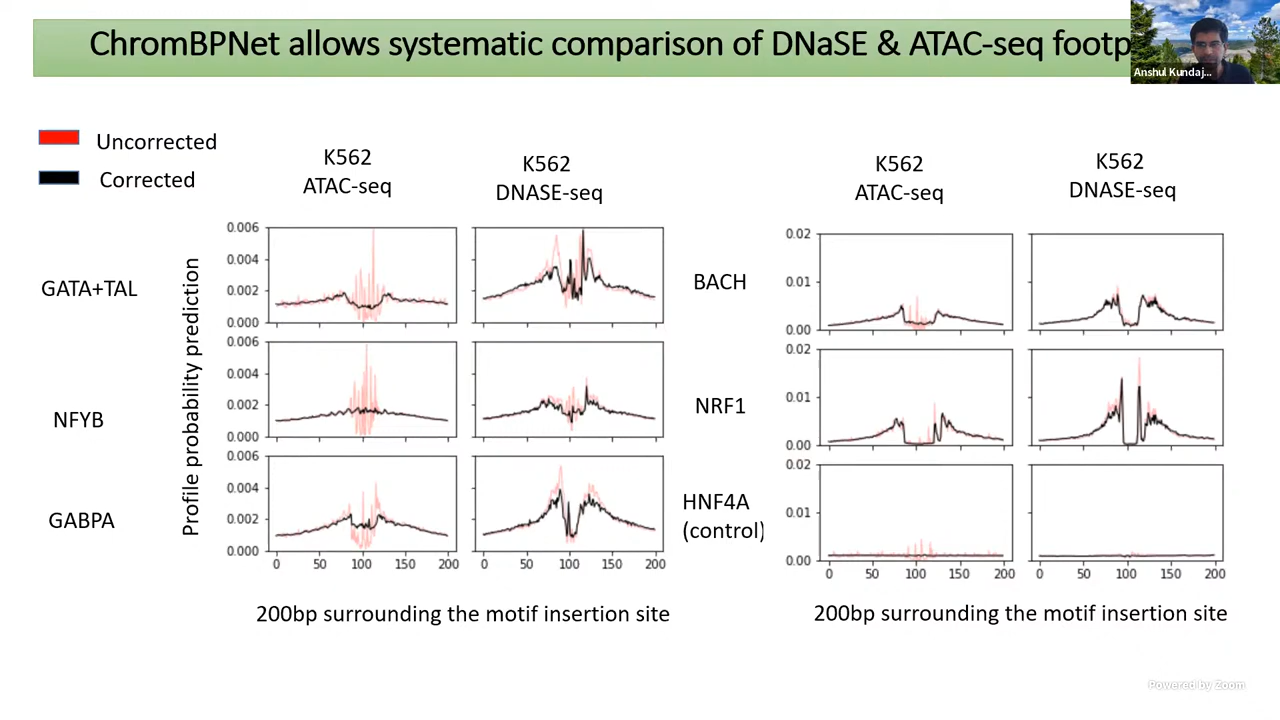 ChromBPNet allows systematic comparison of DNaSE & ATAC-seq footp
Anshul Kundaj...
Uncorrected
Corrected
K562
ATAC-seq
K562
DNASE-seq
K562
ATAC-seq
K562
DNASE-seq
Profile probability prediction
GATA+TAL
0.006
0.004
0.002
0.000
NFYB
0.006
0.004
0.002
0.000
GABPA
0.006
0.004
0.002
0.000
0 50 100 150 200
0 50 100 150 200
200bp surrounding the motif insertion site
BACH
0.02
0.01
0.00
NRF1
0.02
0.01
0.00
HNF4A
(control)
0.02
0.01
0.00
0 50 100 150 200
0 50 100 150 200
200bp surrounding the motif insertion site
Powered by Zoom